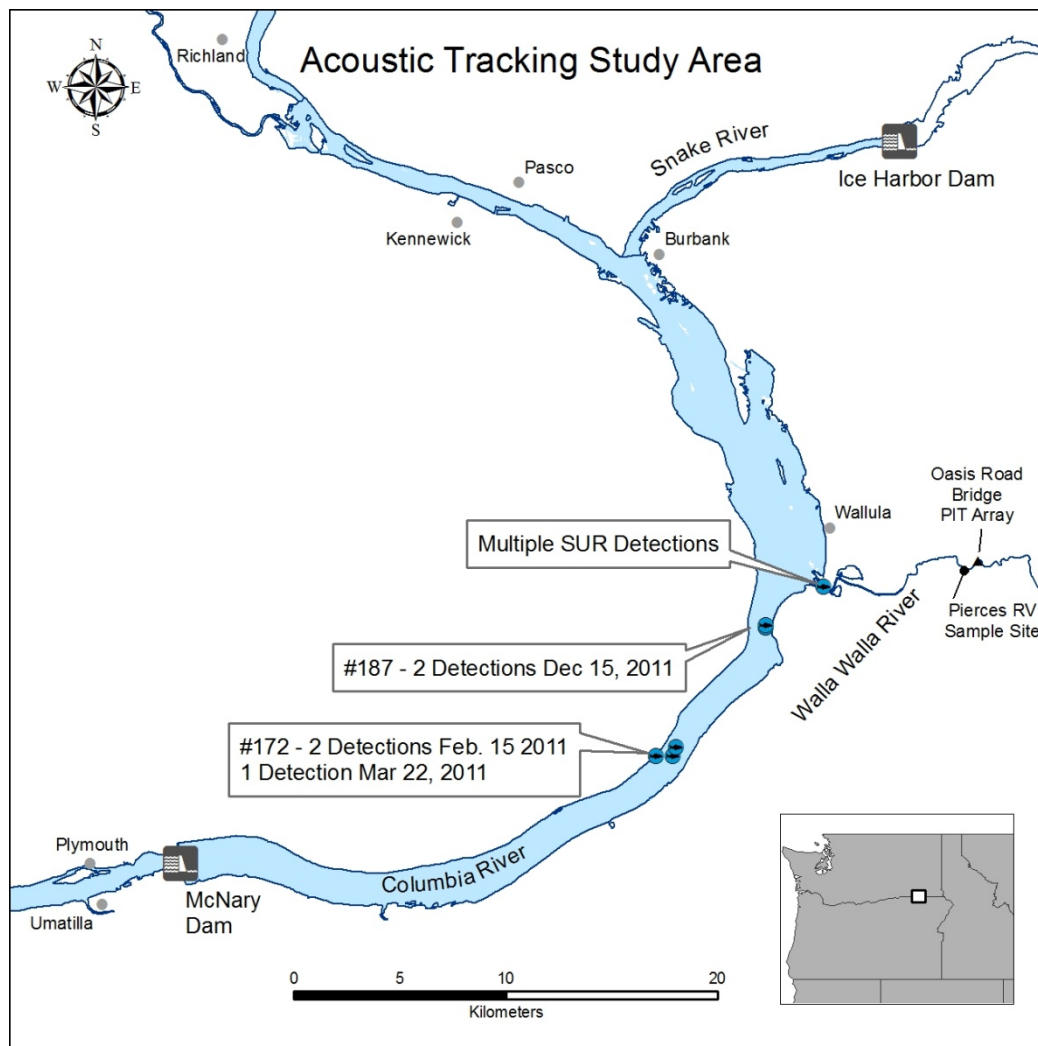 Acoustic Tracking Study Area
N
W E
S
Richland
Snake River
Pasco
Ice Harbor Dam
Kennewick
Burbank
Oasis Road
Bridge
PIT Array
Wallula
Multiple SUR Detections
Pierces RV
Sample Site
Walla Walla River
#187 - 2 Detections Dec 15, 2011
#172 - 2 Detections Feb. 15 2011
1 Detection Mar 22, 2011
Plymouth
Columbia River
McNary
Dam
Umatilla
0 5 10 20
Kilometers